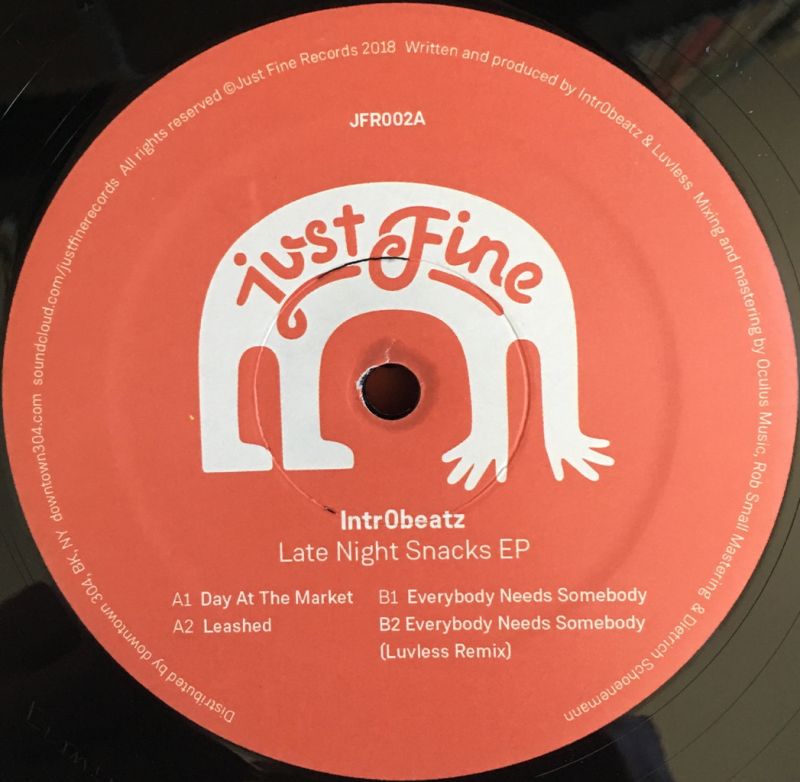 Distributed by downtown 304, BK, NY  downtown304.com  soundcloud.com/justfinerecords  All rights reserved ©Just Fine Records 2018  Written and produced by Intr0beatz & Luvless  Mixing and mastering by Oculus Music, Rob Small Mastering & Dietrich Schoenemann
JFR002A
just Fine
Intr0beatz
Late Night Snacks EP
A1 Day At The Market
A2 Leashed
B1 Everybody Needs Somebody
B2 Everybody Needs Somebody
(Luvless Remix)